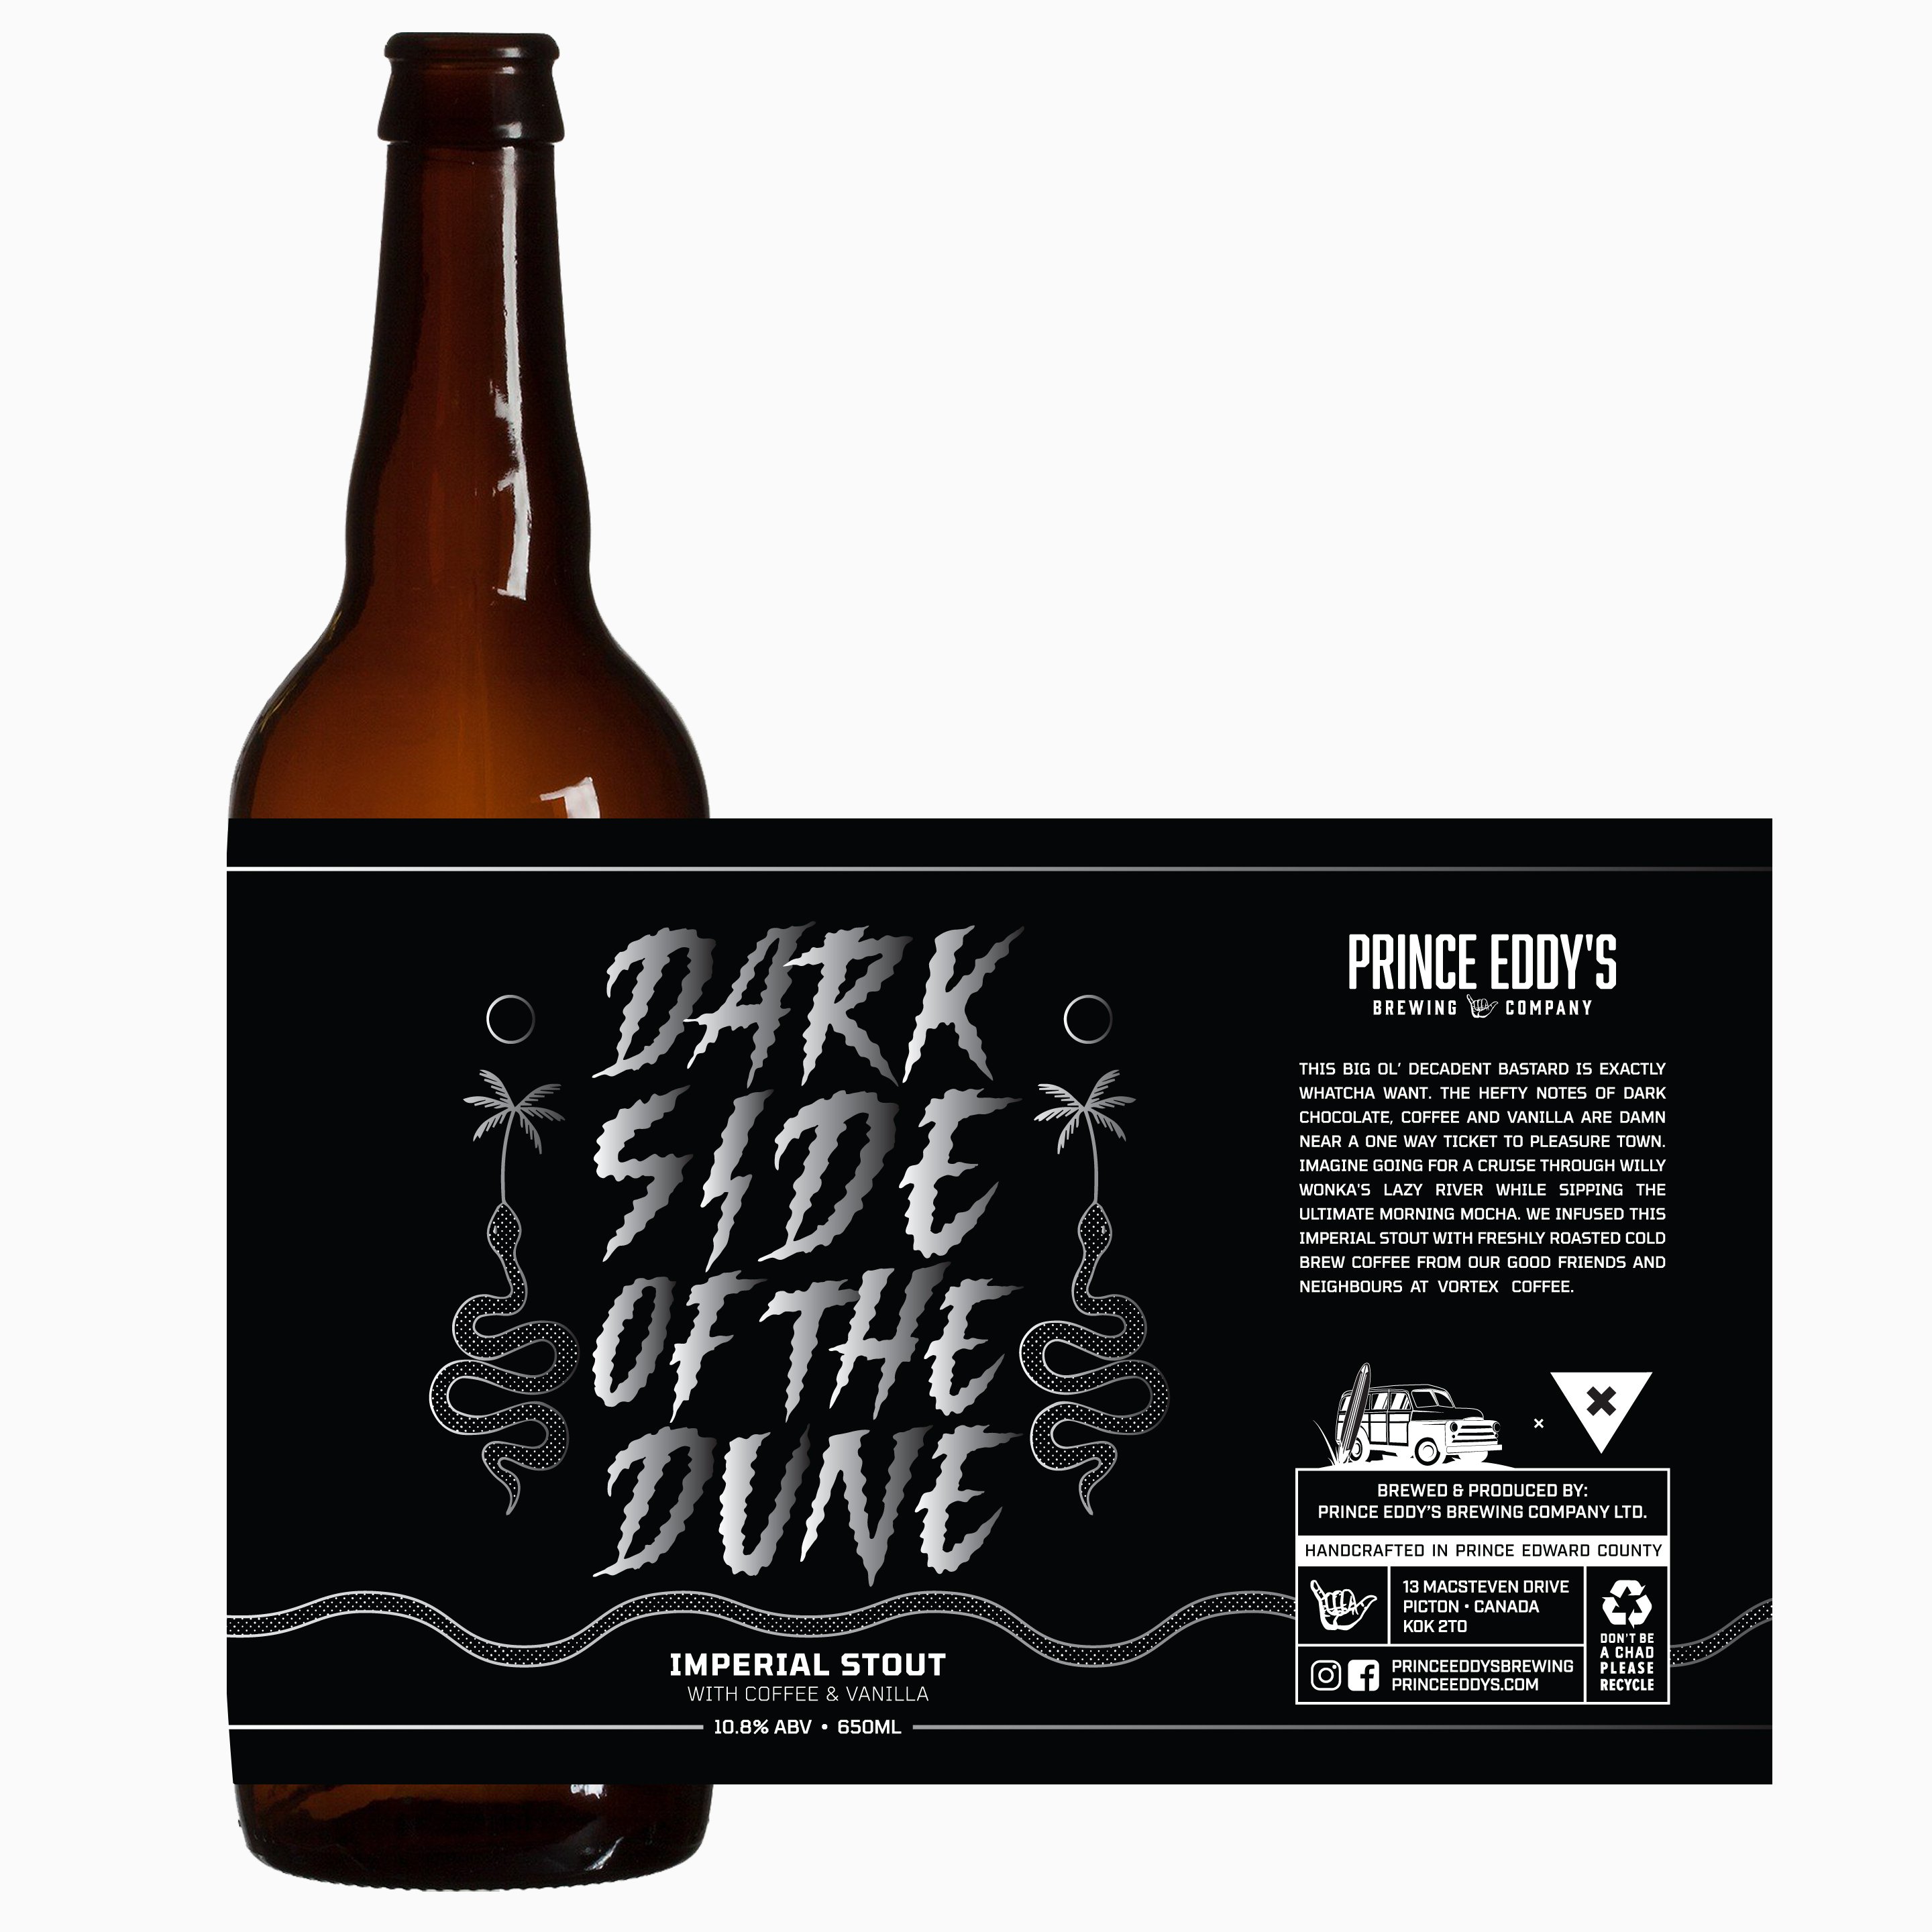 DARK
SIDE
OF THE
DUNE
IMPERIAL STOUT
WITH COFFEE & VANILLA
10.8% ABV • 650ML
PRINCE EDDY'S
BREWING COMPANY
THIS BIG OL’ DECADENT BASTARD IS EXACTLY
WHATCHA WANT. THE HEFTY NOTES OF DARK
CHOCOLATE, COFFEE AND VANILLA ARE DAMN
NEAR A ONE WAY TICKET TO PLEASURE TOWN.
IMAGINE GOING FOR A CRUISE THROUGH WILLY
WONKA'S LAZY RIVER WHILE SIPPING THE
ULTIMATE MORNING MOCHA. WE INFUSED THIS
IMPERIAL STOUT WITH FRESHLY ROASTED COLD
BREW COFFEE FROM OUR GOOD FRIENDS AND
NEIGHBOURS AT VORTEX COFFEE.
×
BREWED & PRODUCED BY:
PRINCE EDDY’S BREWING COMPANY LTD.
HANDCRAFTED IN PRINCE EDWARD COUNTY
13 MACSTEVEN DRIVE
PICTON • CANADA
K0K 2T0
PRINCEEDDYSBREWING
PRINCEEDDYS.COM
DON'T BE
A CHAD
PLEASE
RECYCLE